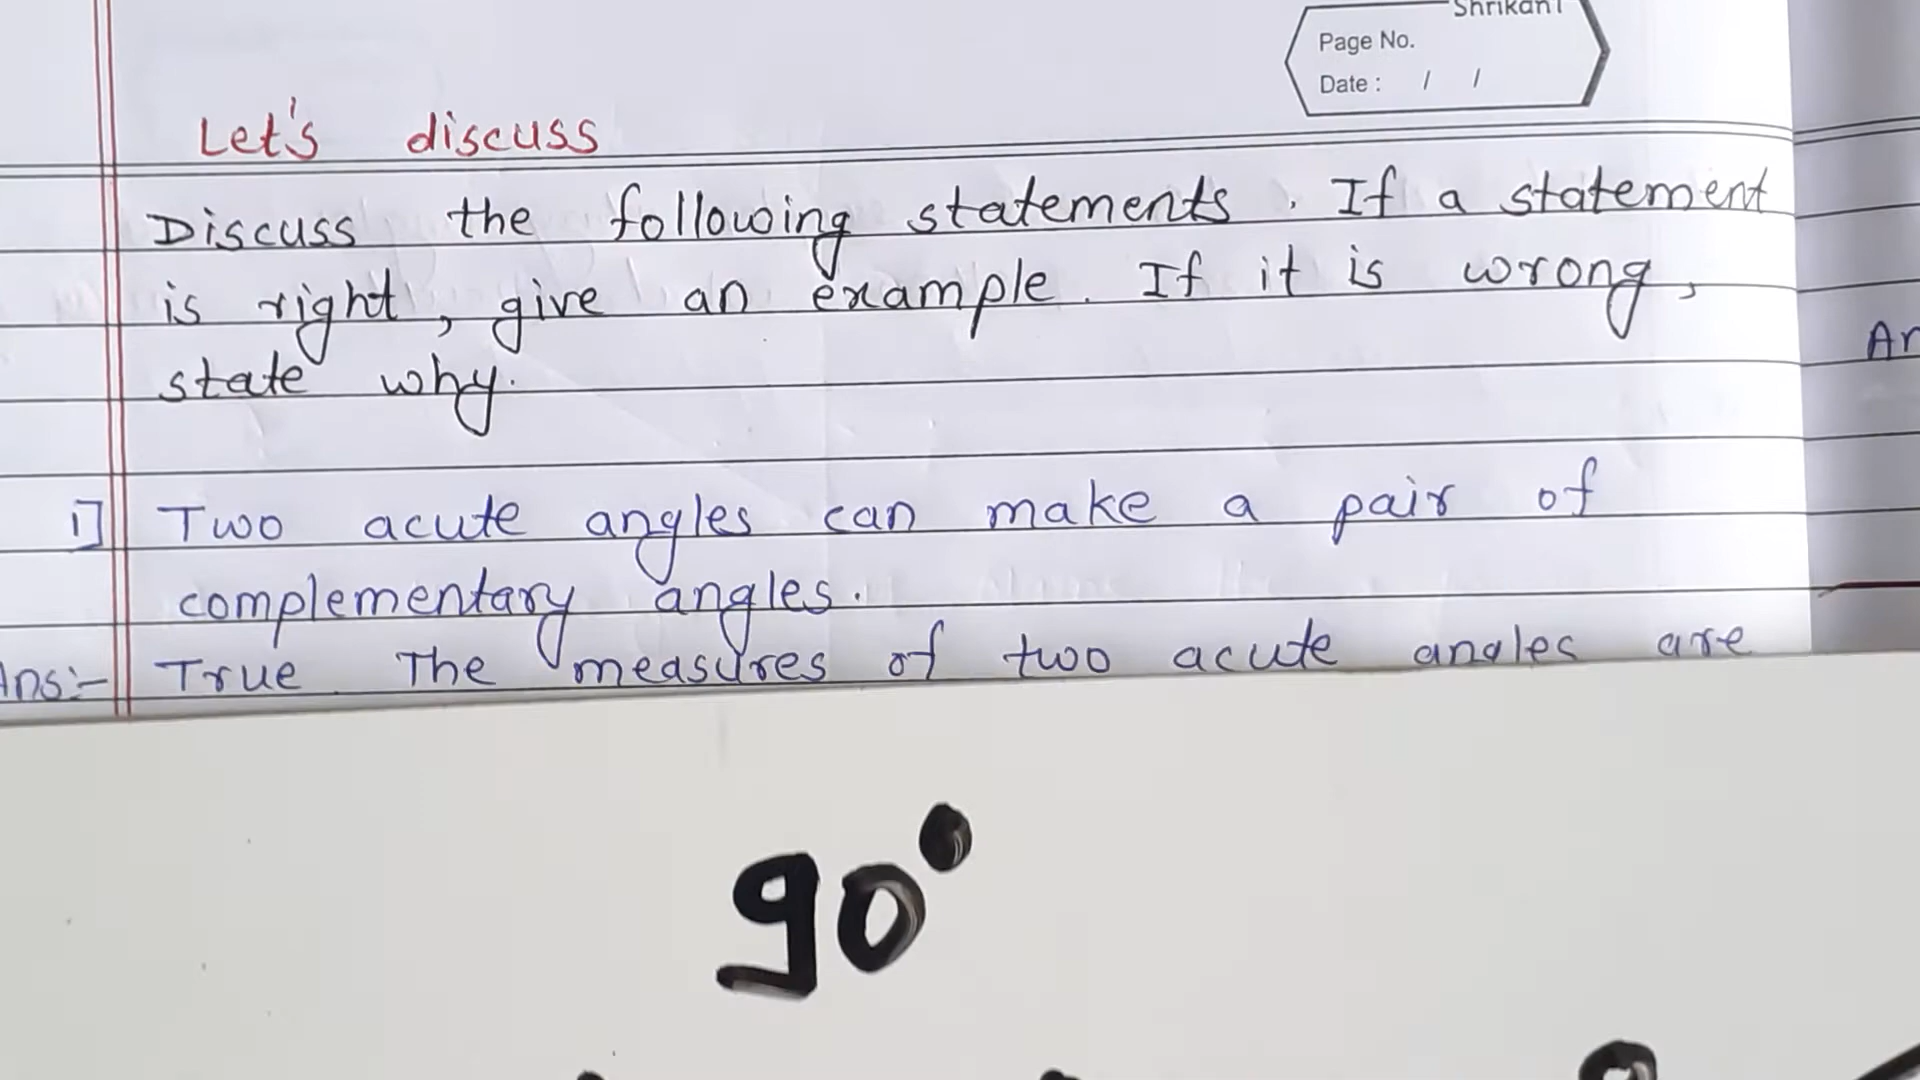 Shrikant
Page No.
Date : / /
Let's discuss
Discuss the following statements. If a statement
is right, give an example. If it is wrong,
state why.
i] Two acute angles can make a pair of
complementary angles.
Ans:- True The measures of two acute angles are
90°